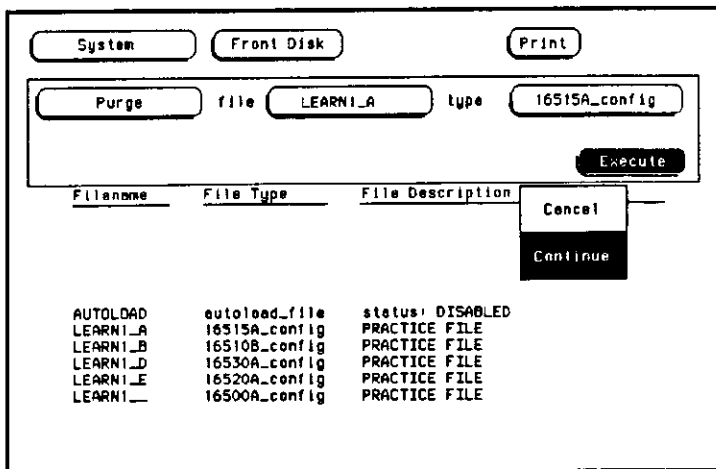 System Front Disk Print
Purge file LEARN1_A type 16515A_config
Execute
Filename File Type File Description
Cancel
Continue
AUTOLOAD autoload_file status: DISABLED
LEARN1_A 16515A_config PRACTICE FILE
LEARN1_B 16510B_config PRACTICE FILE
LEARN1_D 16530A_config PRACTICE FILE
LEARN1_E 16520A_config PRACTICE FILE
LEARN1__ 16500A_config PRACTICE FILE